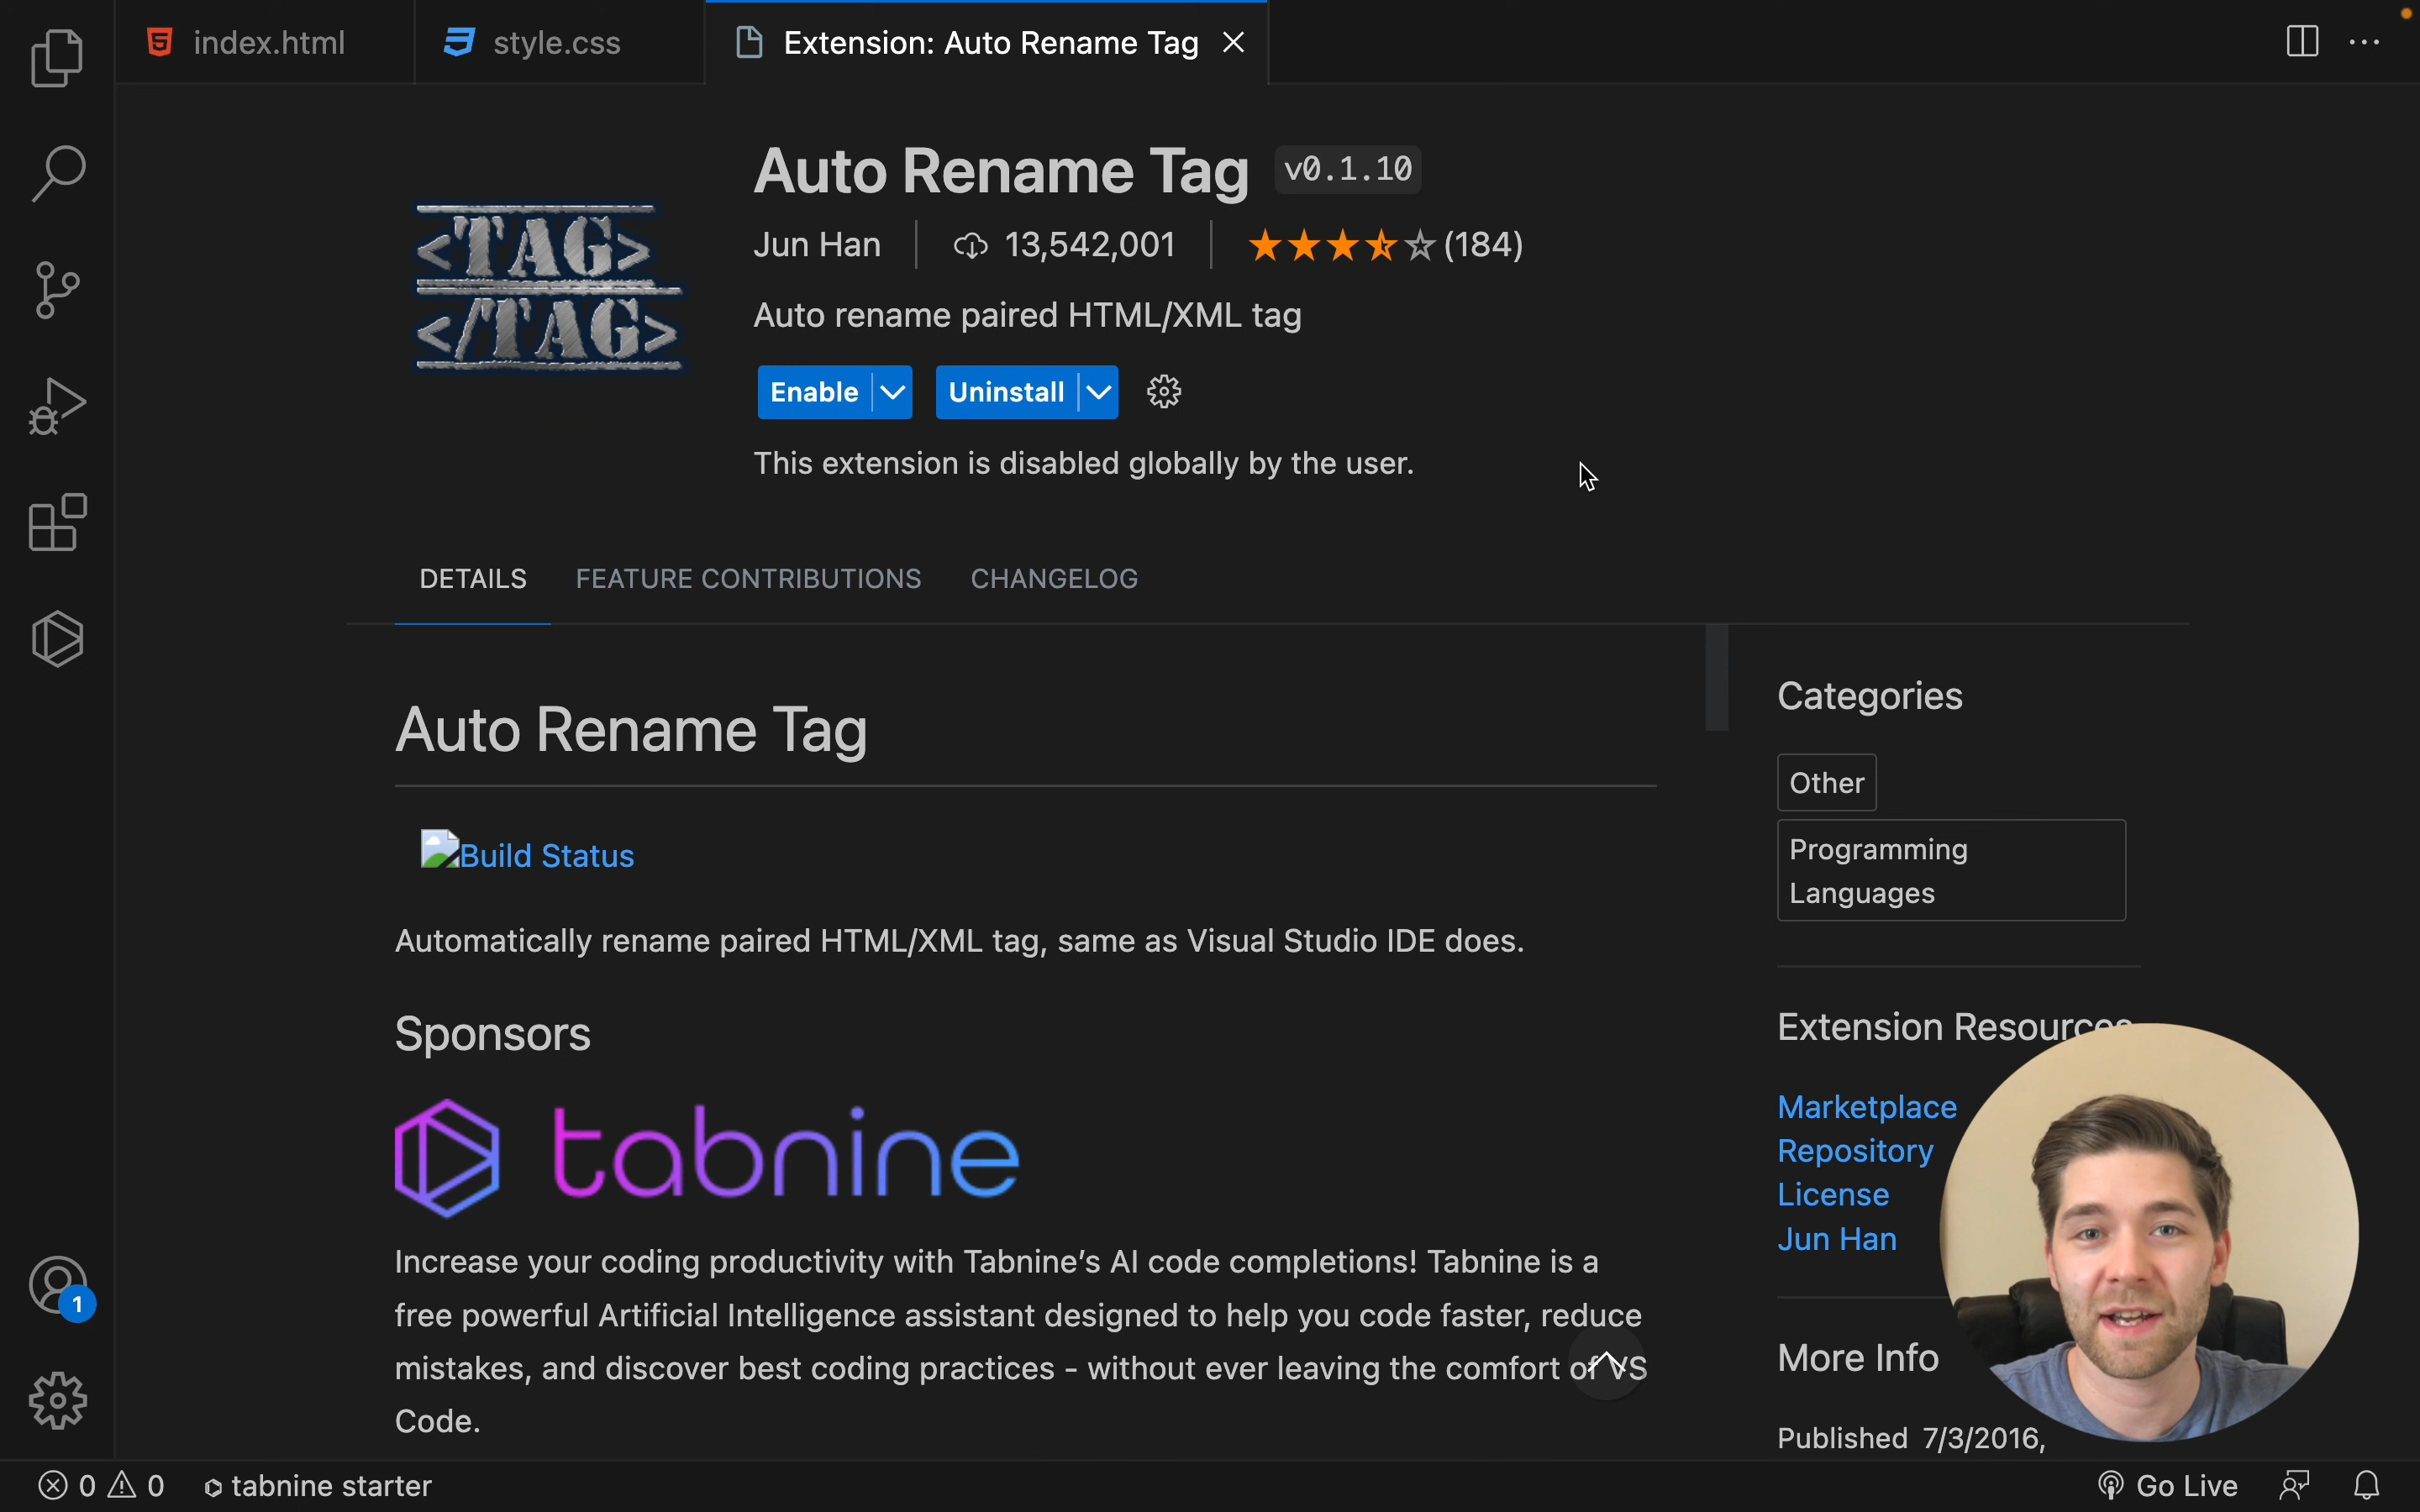 index.html
style.css
Extension: Auto Rename Tag
Auto Rename Tag v0.1.10
<TAG>
</TAG>
Jun Han 13,542,001 (184)
Auto rename paired HTML/XML tag
Enable Uninstall
This extension is disabled globally by the user.
DETAILS FEATURE CONTRIBUTIONS CHANGELOG
Auto Rename Tag
Build Status
Automatically rename paired HTML/XML tag, same as Visual Studio IDE does.
Sponsors
tabnine
Increase your coding productivity with Tabnine's AI code completions! Tabnine is a
free powerful Artificial Intelligence assistant designed to help you code faster, reduce
mistakes, and discover best coding practices - without ever leaving the comfort of VS
Code.
Categories
Other
Programming
Languages
Extension Resources
Marketplace
Repository
License
Jun Han
More Info
Published 7/3/2016,
1
0 0 tabnine starter
Go Live